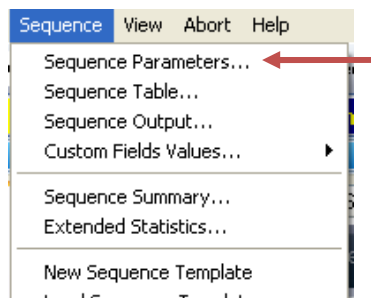 Sequence View Abort Help
Sequence Parameters...
Sequence Table...
Sequence Output...
Custom Fields Values...
Sequence Summary...
Extended Statistics...
New Sequence Template